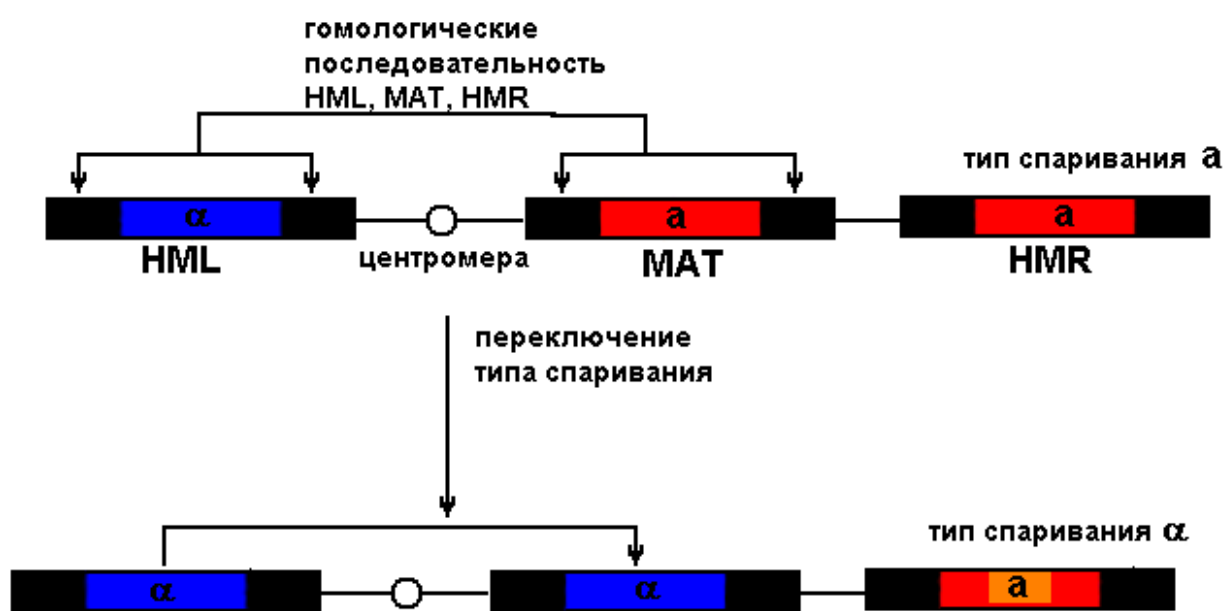 гомологические
последовательность
HML, MAT, HMR
тип спаривания a
α
a
a
HML
центромера
MAT
HMR
переключение
типа спаривания
тип спаривания α
α
α
a